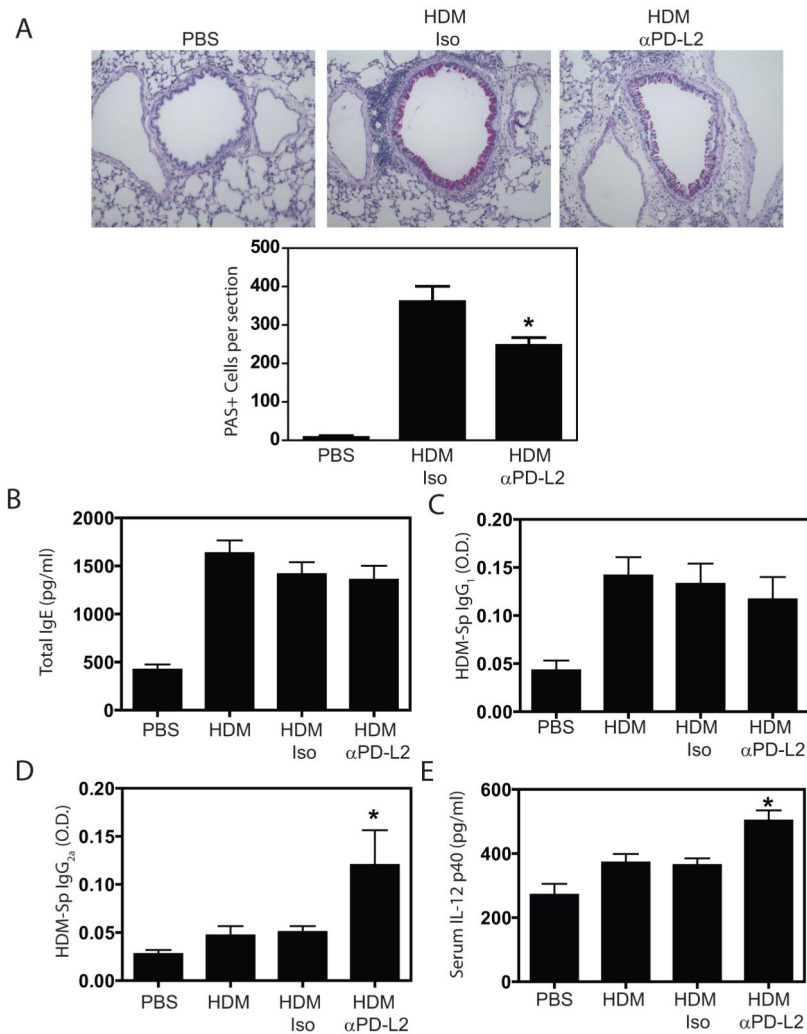 A
PBS
HDM
Iso
HDM
αPD-L2
PAS+ Cells per section
500
400
300
200
100
0
*
PBS
HDM
Iso
HDM
αPD-L2
B
Total IgE (pg/ml)
2000
1500
1000
500
0
PBS
HDM
HDM
Iso
HDM
αPD-L2
C
HDM-Sp IgG1 (O.D.)
0.20
0.15
0.10
0.05
0.00
PBS
HDM
HDM
Iso
HDM
αPD-L2
D
HDM-Sp IgG2a (O.D.)
0.20
0.15
0.10
0.05
0.00
*
PBS
HDM
HDM
Iso
HDM
αPD-L2
E
Serum IL-12 p40 (pg/ml)
600
400
200
0
*
PBS
HDM
HDM
Iso
HDM
αPD-L2